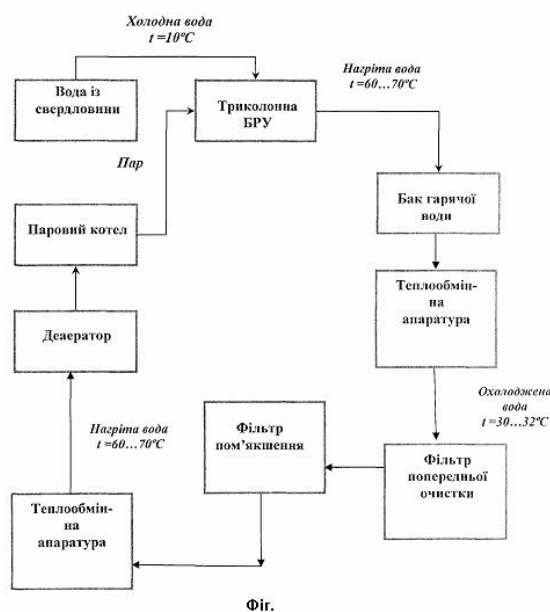 Холодна вода
t =10ºC
Вода із
свердловини
Триколонна
БРУ
Нагріта вода
t=60…70ºC
Пар
Бак гарячої
води
Паровий котел
Теплообмін-
на апаратура
Деаератор
Охолоджена
вода
t=30…32ºC
Нагріта вода
t=60…70ºC
Фільтр
пом’якшення
Фільтр
попередньої
очистки
Теплообмін-
на
апаратура
Фіг.